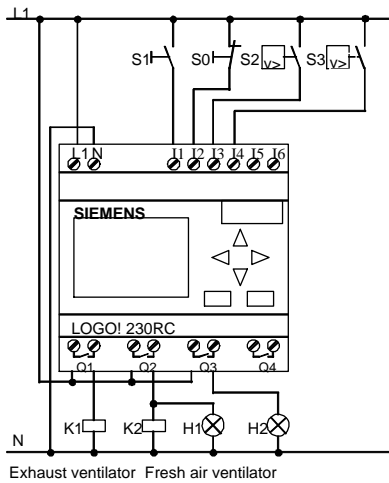 L1
S1 S0 S2 v> S3 v>
L1 N I1 I2 I3 I4 I5 I6
SIEMENS
LOGO! 230RC
Q1 Q2 Q3 Q4
K1 K2 H1 H2
N
Exhaust ventilator Fresh air ventilator